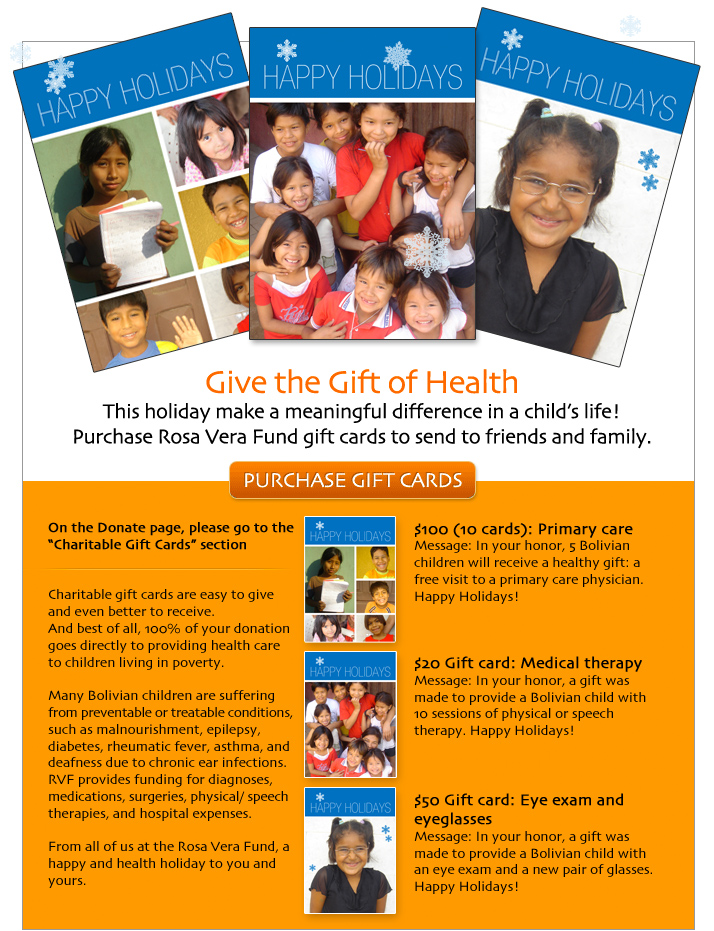 HAPPY HOLIDAYS
HAPPY HOLIDAYS
HAPPY HOLIDAYS
Give the Gift of Health
This holiday make a meaningful difference in a child's life!
Purchase Rosa Vera Fund gift cards to send to friends and family.
PURCHASE GIFT CARDS
On the Donate page, please go to the
“Charitable Gift Cards” section
Charitable gift cards are easy to give
and even better to receive.
And best of all, 100% of your donation
goes directly to providing health care
to children living in poverty.
Many Bolivian children are suffering
from preventable or treatable conditions,
such as malnourishment, epilepsy,
diabetes, rheumatic fever, asthma, and
deafness due to chronic ear infections.
RVF provides funding for diagnoses,
medications, surgeries, physical/ speech
therapies, and hospital expenses.
From all of us at the Rosa Vera Fund, a
happy and health holiday to you and
yours.
HAPPY HOLIDAYS
$100 (10 cards): Primary care
Message: In your honor, 5 Bolivian
children will receive a healthy gift: a
free visit to a primary care physician.
Happy Holidays!
HAPPY HOLIDAYS
$20 Gift card: Medical therapy
Message: In your honor, a gift was
made to provide a Bolivian child with
10 sessions of physical or speech
therapy. Happy Holidays!
HAPPY HOLIDAYS
$50 Gift card: Eye exam and
eyeglasses
Message: In your honor, a gift was
made to provide a Bolivian child with
an eye exam and a new pair of glasses.
Happy Holidays!